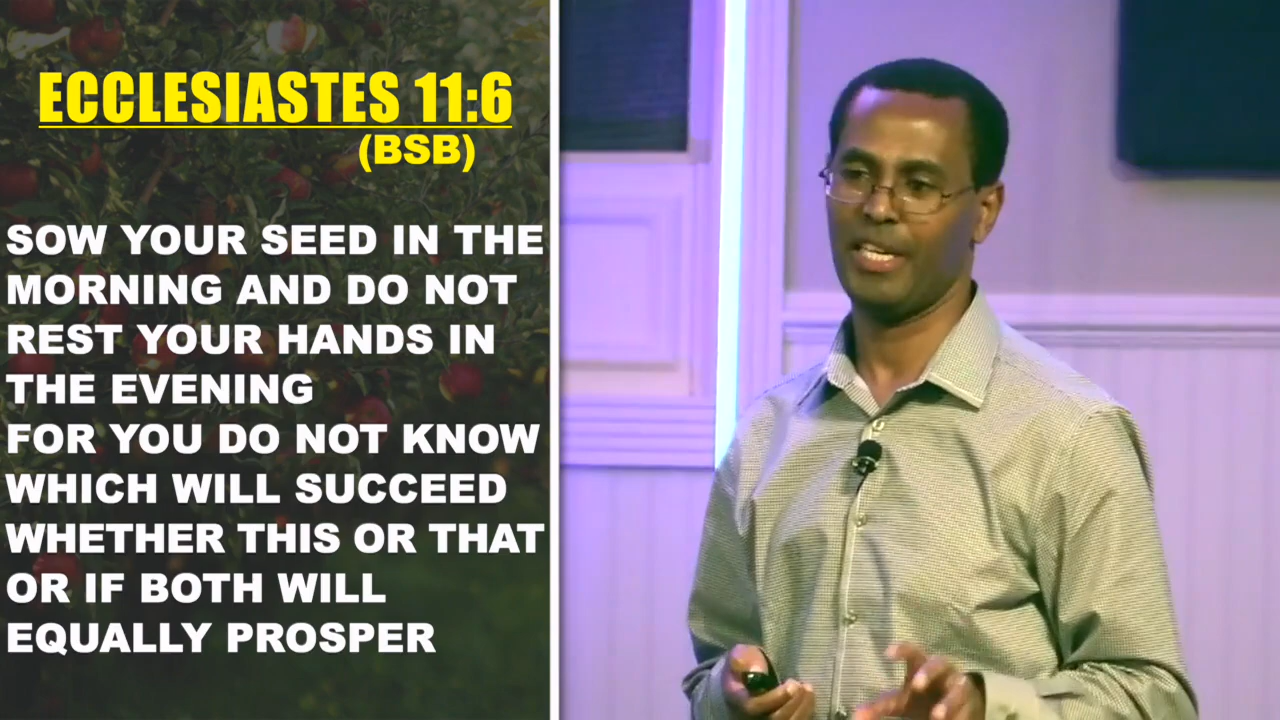 ECCLESIASTES 11:6
(BSB)
SOW YOUR SEED IN THE
MORNING AND DO NOT
REST YOUR HANDS IN
THE EVENING
FOR YOU DO NOT KNOW
WHICH WILL SUCCEED
WHETHER THIS OR THAT
OR IF BOTH WILL
EQUALLY PROSPER